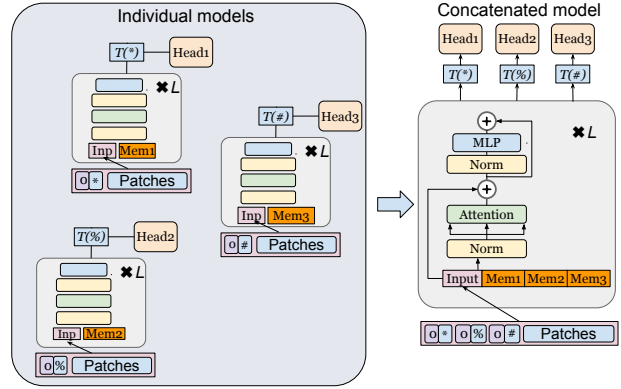 Individual models
T(*) Head1
✖ L
Inp Mem1
0 * Patches
T(#) Head3
✖ L
Inp Mem3
0 # Patches
T(%) Head2
✖ L
Inp Mem2
0 % Patches
Concatenated model
Head1 Head2 Head3
T(*) T(%) T(#)
✖ L
+
MLP
Norm
+
Attention
Norm
Input Mem1 Mem2 Mem3
0 * 0 % 0 # Patches